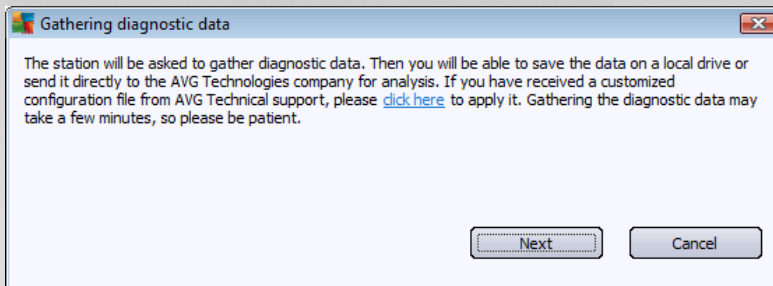 Gathering diagnostic data
The station will be asked to gather diagnostic data. Then you will be able to save the data on a local drive or
send it directly to the AVG Technologies company for analysis. If you have received a customized
configuration file from AVG Technical support, please click here to apply it. Gathering the diagnostic data may
take a few minutes, so please be patient.
Next
Cancel